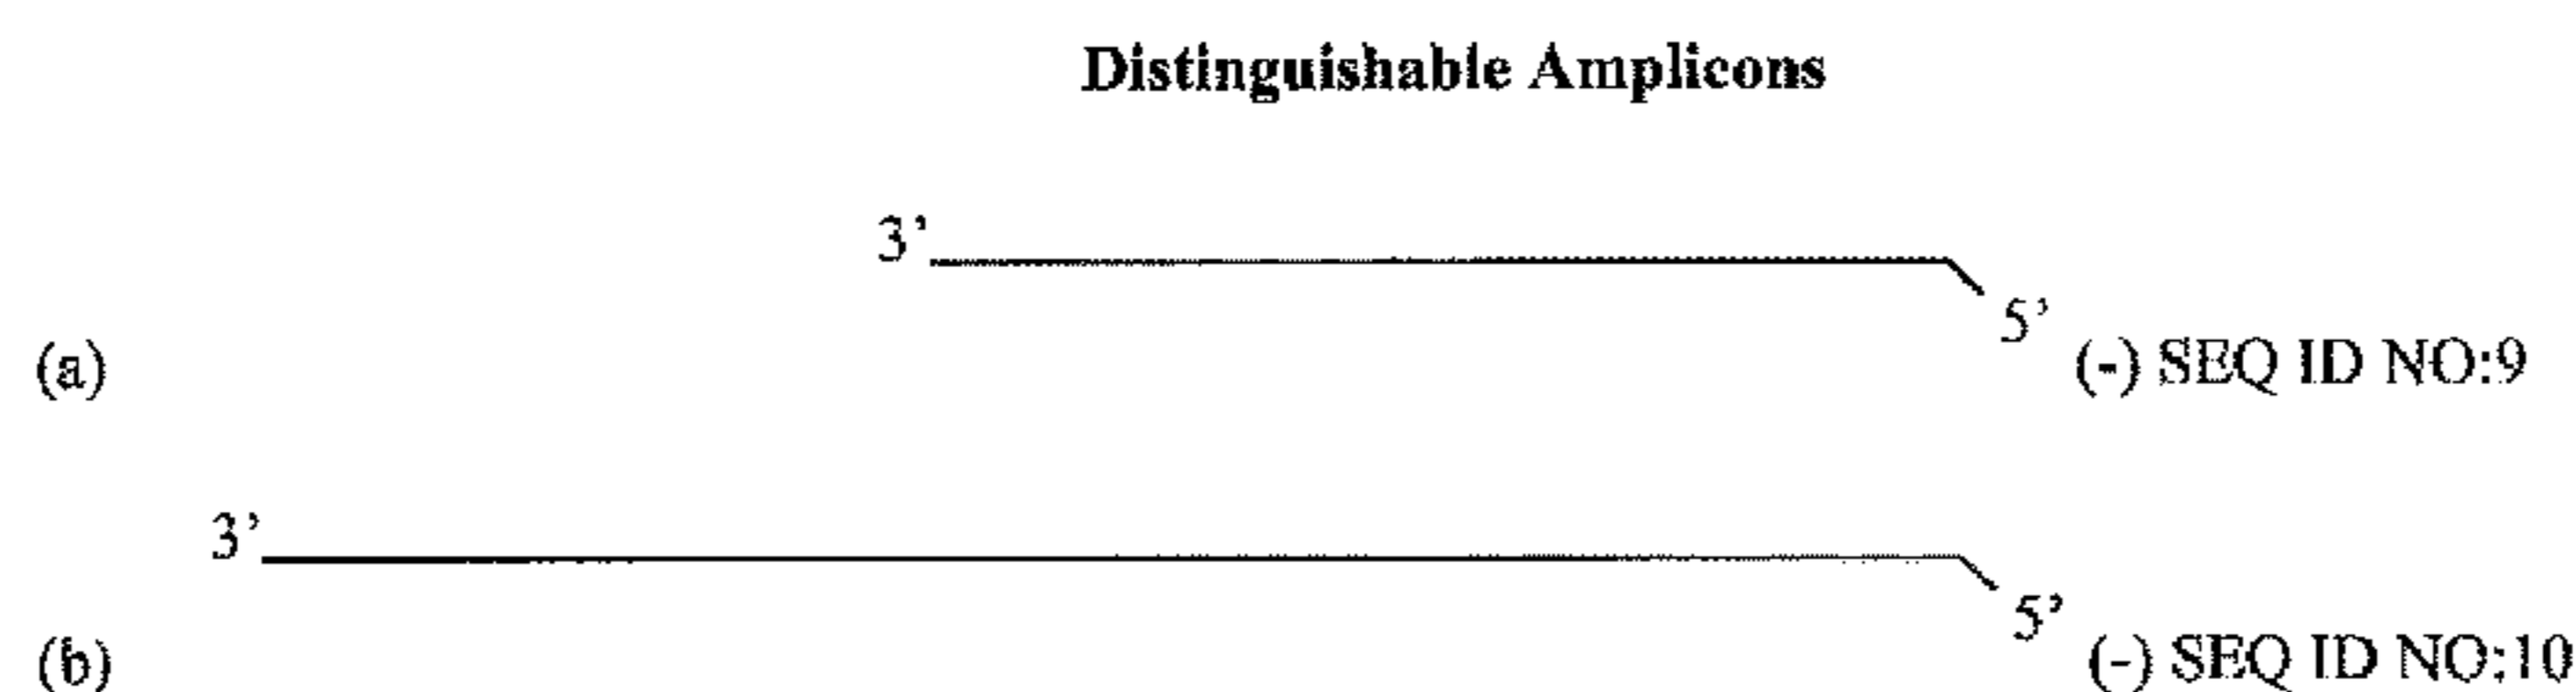 Distinguishable Amplicons
3'
5'
(a)
(-) SEQ ID NO:9
3'
5'
(b)
(-) SEQ ID NO:10